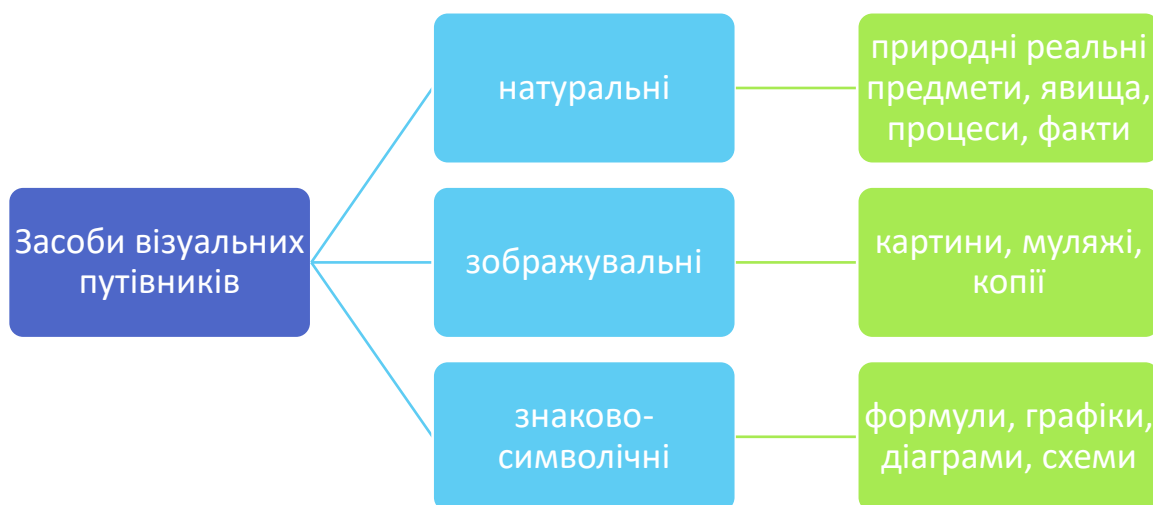 Засоби візуальних
путівників
натуральні
природні реальні
предмети, явища,
процеси, факти
зображувальні
картини, муляжі,
копії
знаково-
символічні
формули, графіки,
діаграми, схеми